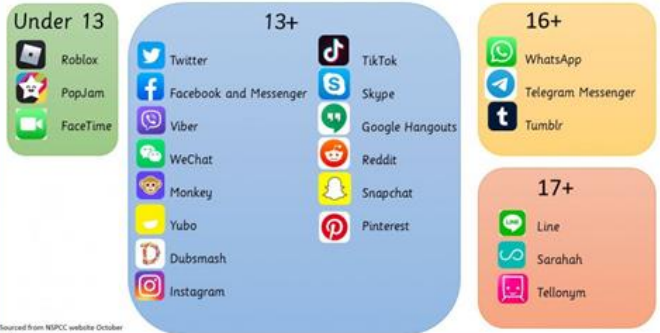 Under 13
Roblox
PopJam
FaceTime
13+
Twitter
Facebook and Messenger
Viber
WeChat
Monkey
Yubo
Dubsmash
Instagram
TikTok
Skype
Google Hangouts
Reddit
Snapchat
Pinterest
16+
WhatsApp
Telegram Messenger
Tumblr
17+
LINE
Line
Sarahah
Tellonym
Sourced from NSPCC website October